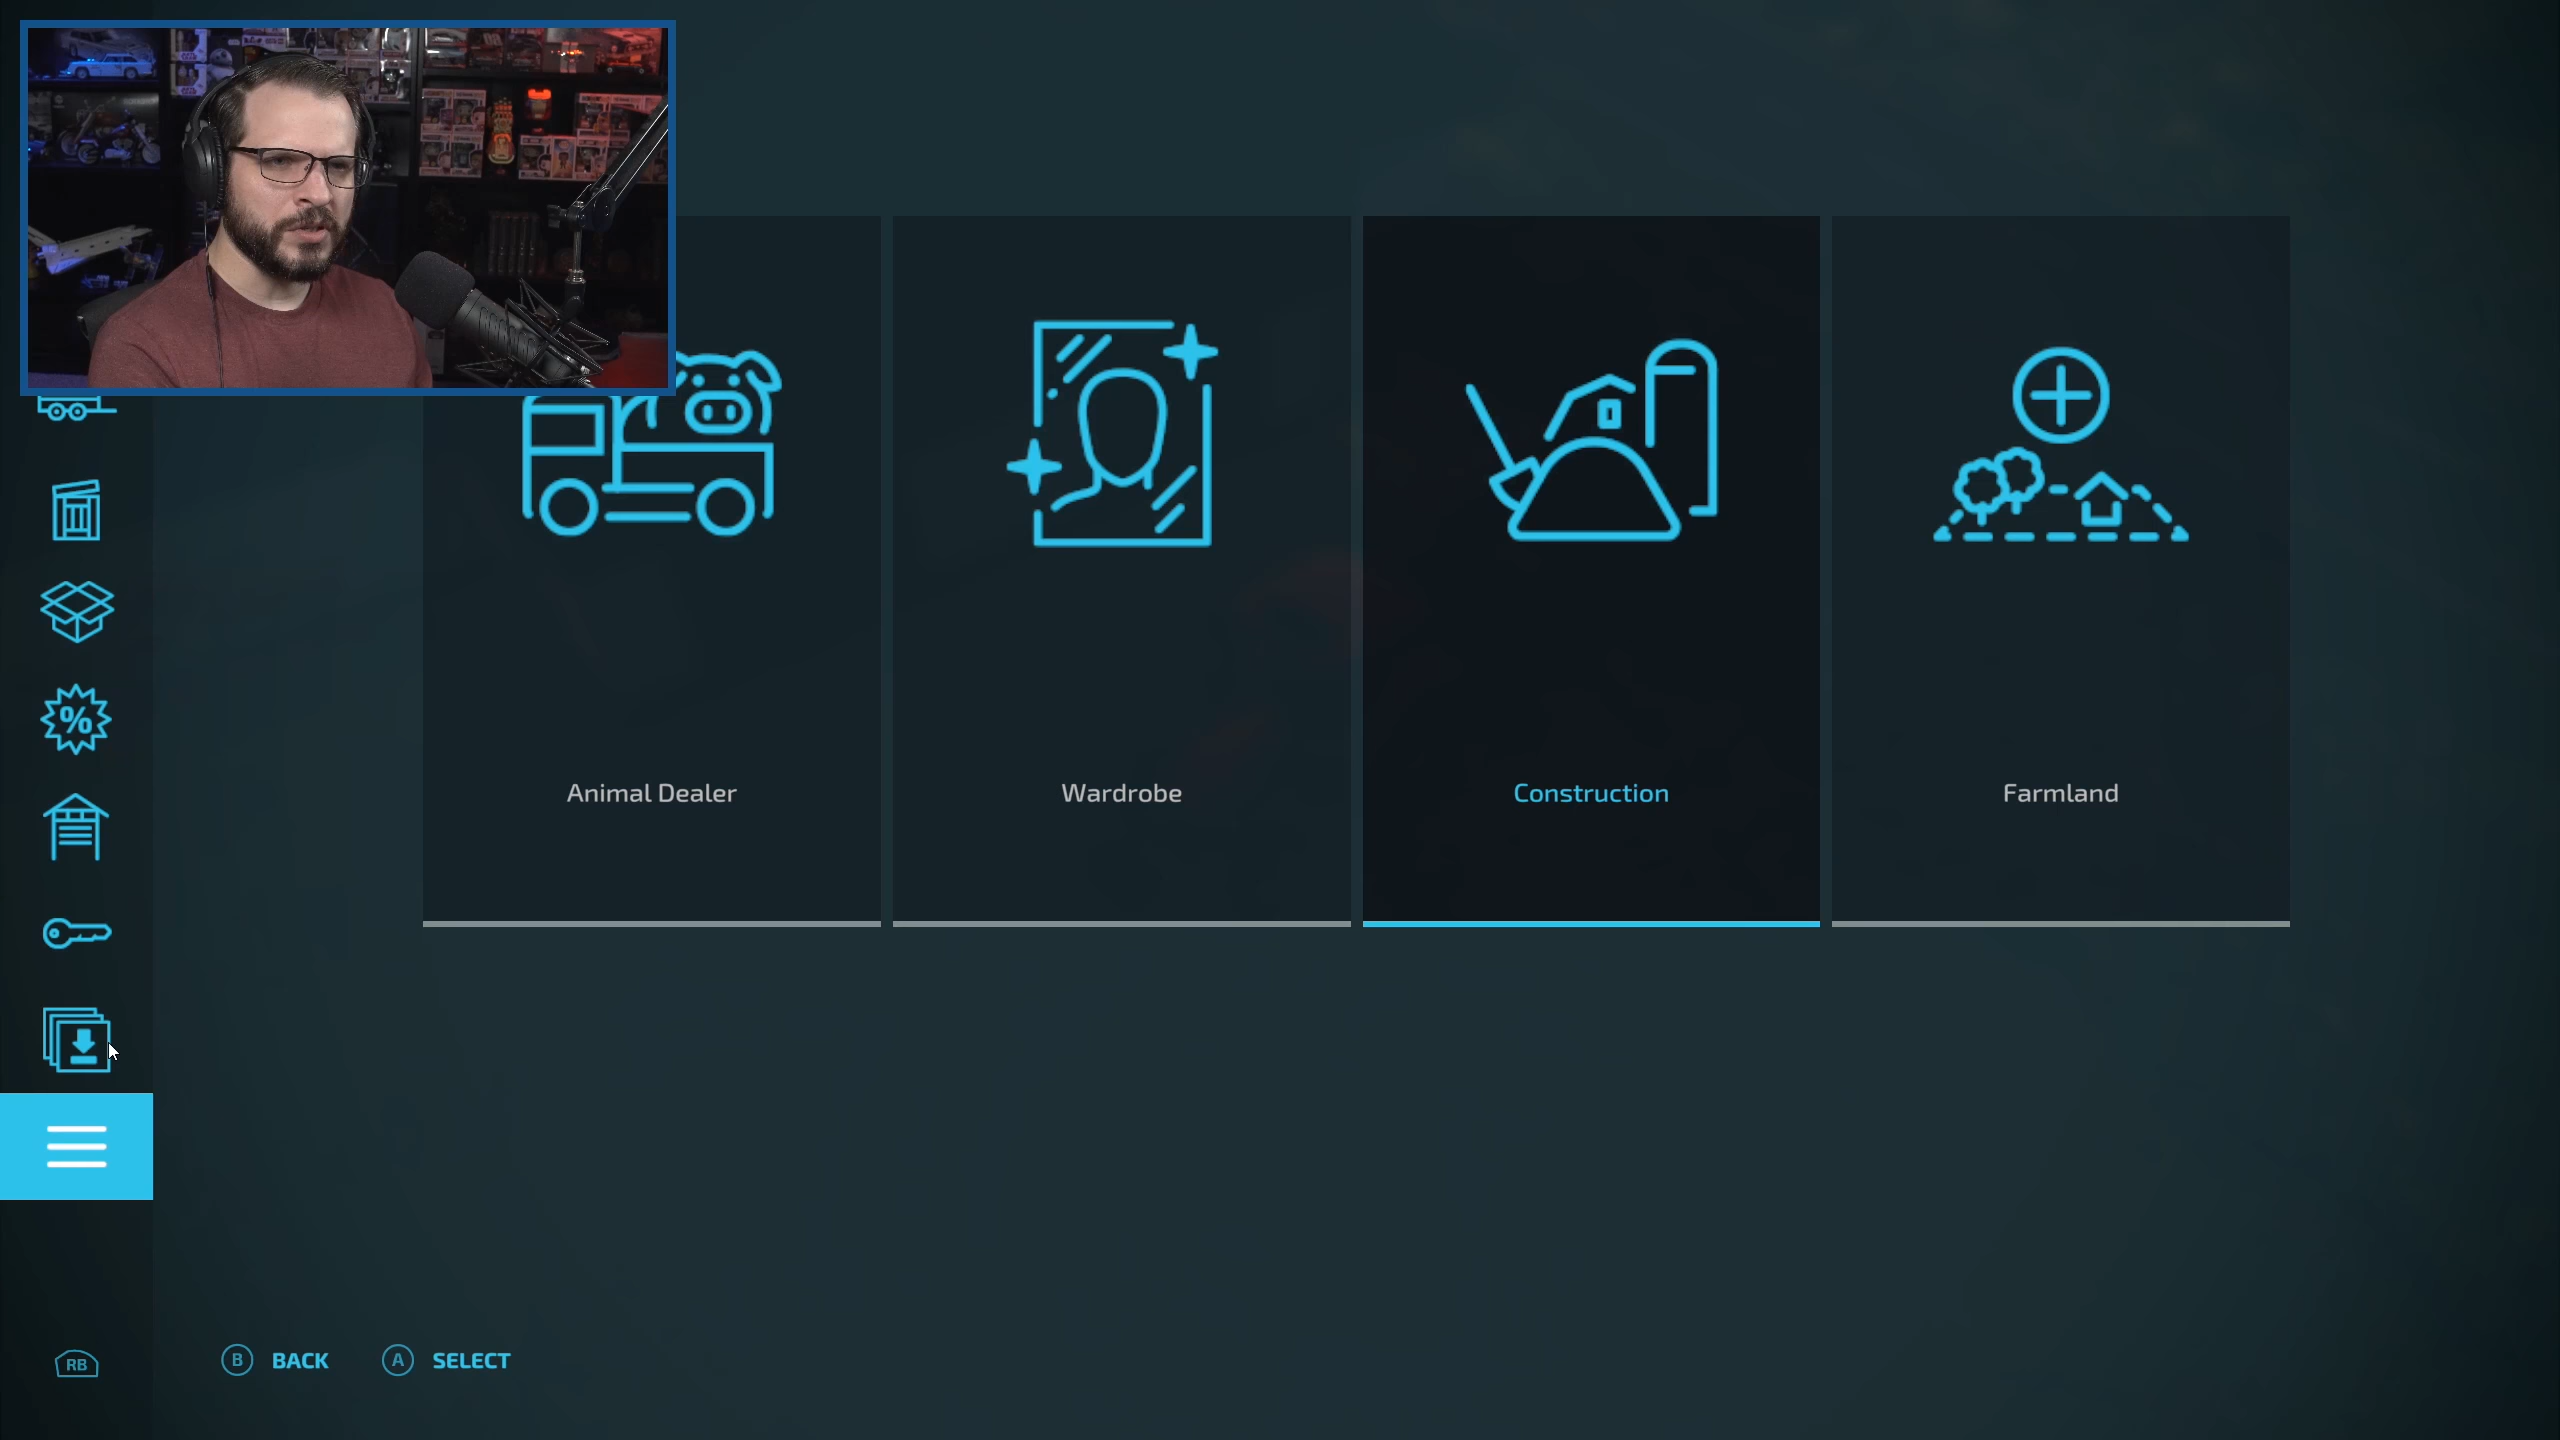 Animal Dealer
Wardrobe
Construction
Farmland
%
RB
B BACK
A SELECT